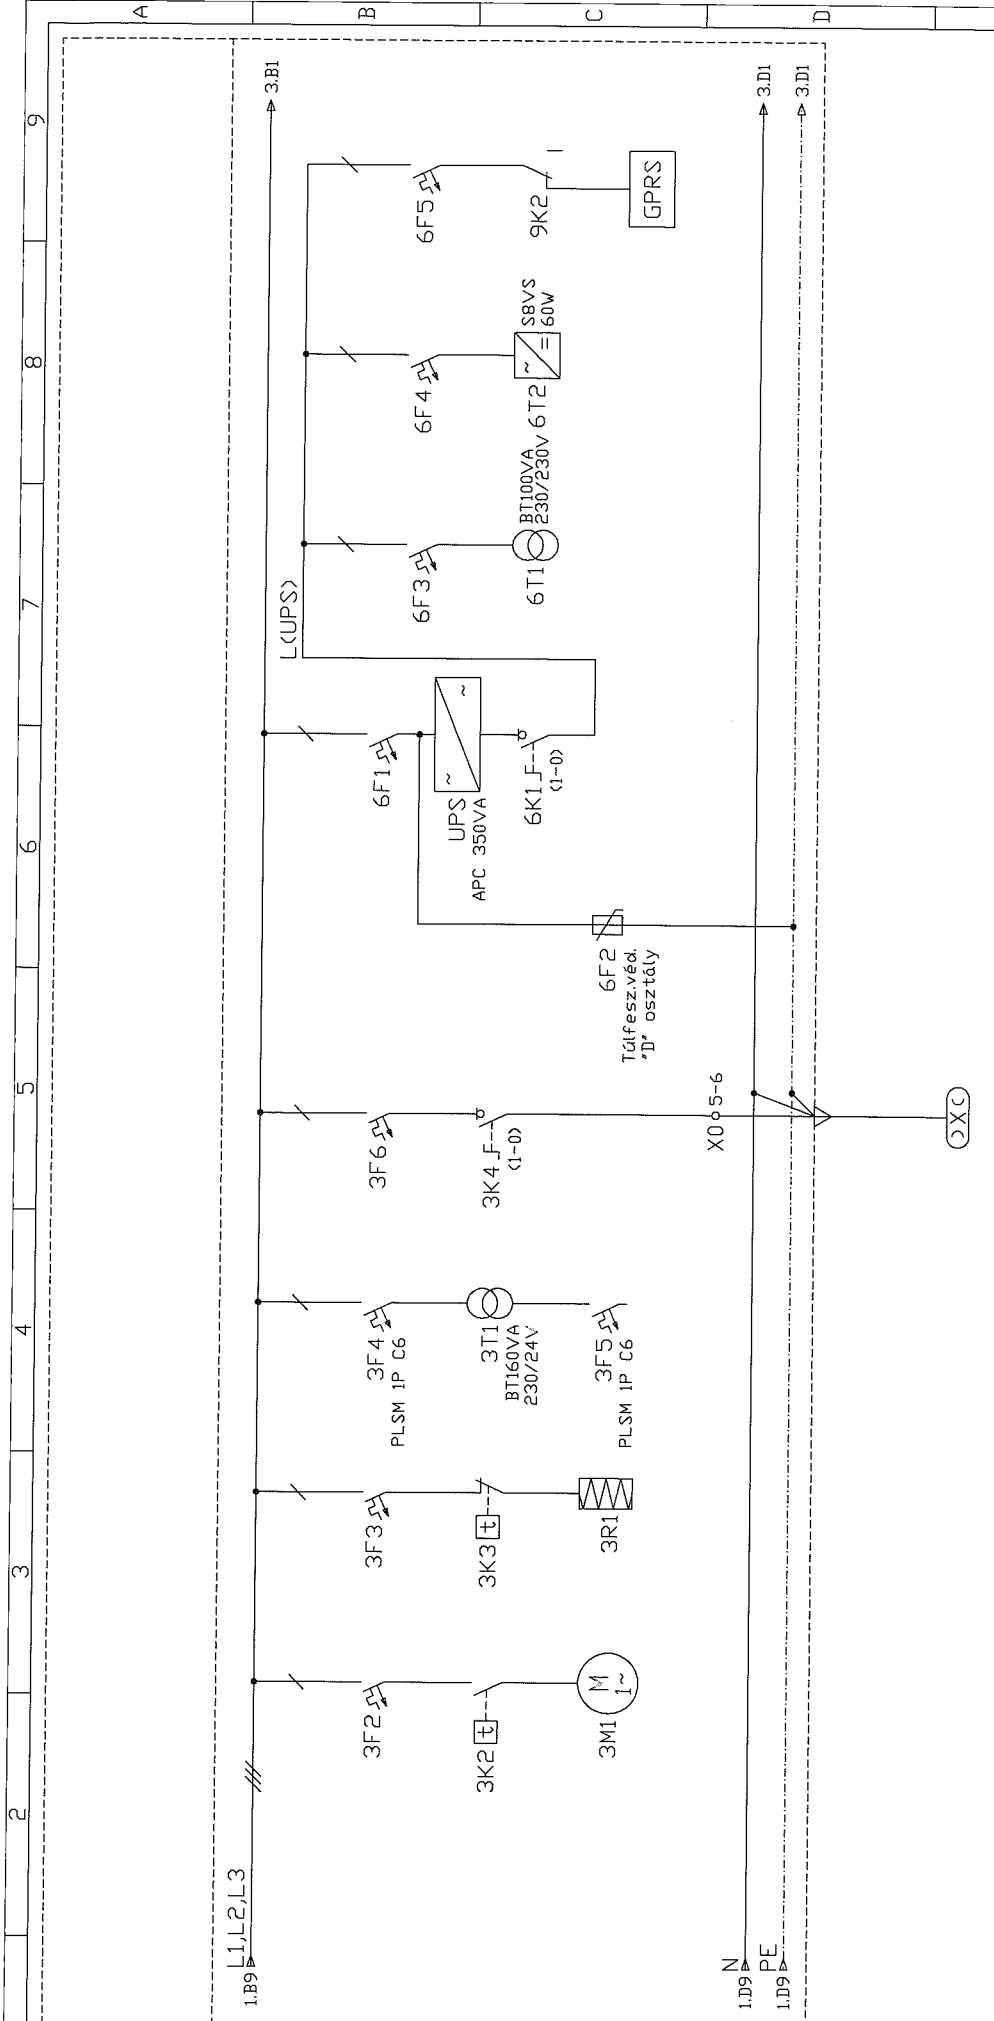 A
B
C
D
2
3
4
5
6
7
8
9
L1,L2,L3
1.B9
3.B1
3F2
3K2
t
M
1~
3M1
3F3
3K3
t
3R1
3F4
PLSM 1P C6
3T1
BT160VA
230/24V
3F5
PLSM 1P C6
3F6
3K4
(1-0)
X0
5-6
6F2
Túlfesz.véd.
"D" osztály
6F1
~
~
UPS
APC 350VA
6K1
(1-0)
L(UPS)
6F3
6T1
BT100VA
230/230V
6F4
6T2
~
=
SBVS
60W
6F5
9K2
GPRS
N
1.D9
3.D1
PE
1.D9
3.D1